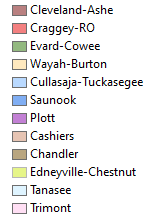 Cleveland-Ashe
Craggey-RO
Evard-Cowee
Wayah-Burton
Cullasaja-Tuckasegee
Saunook
Plott
Cashiers
Chandler
Edneyville-Chestnut
Tanasee
Trimont